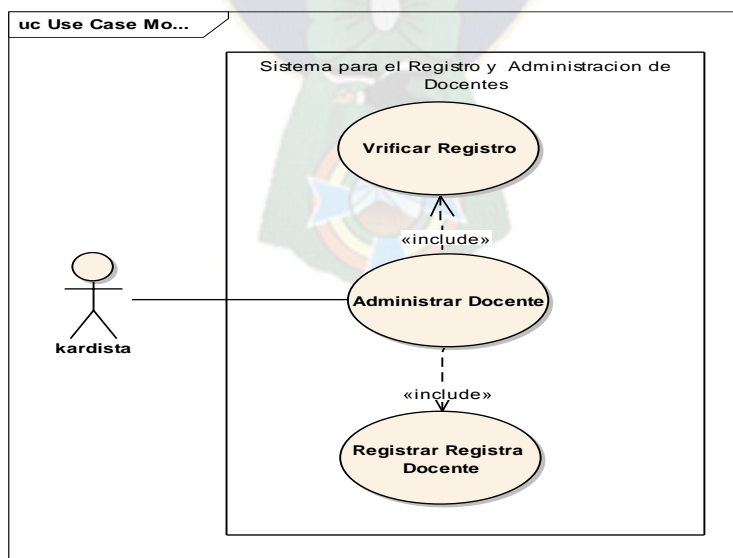 uc Use Case Mo...
Sistema para el Registro y Administracion de
Docentes
Vrificar Registro
«include»
Administrar Docente
kardista
«include»
Registrar Registra
Docente